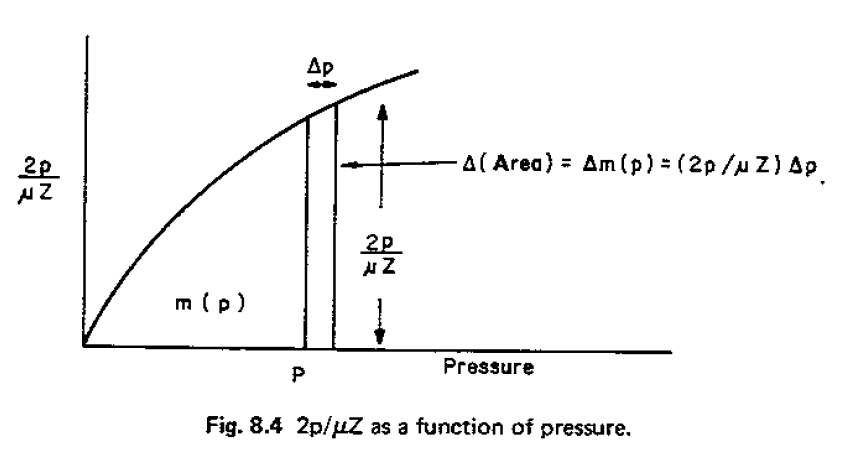 Δp
2p
μZ
Δ(Area) = Δm(p) = (2p/μZ) Δp.
2p
μZ
m(p)
P
Pressure
Fig. 8.4 2p/μZ as a function of pressure.